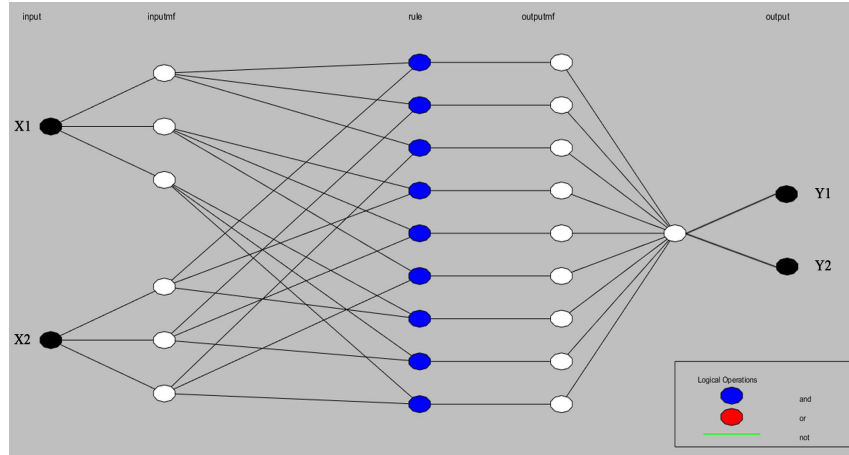 input inputmf rule outputmf output
X1
Y1
Y2
X2
Logical Operations
and
or
not